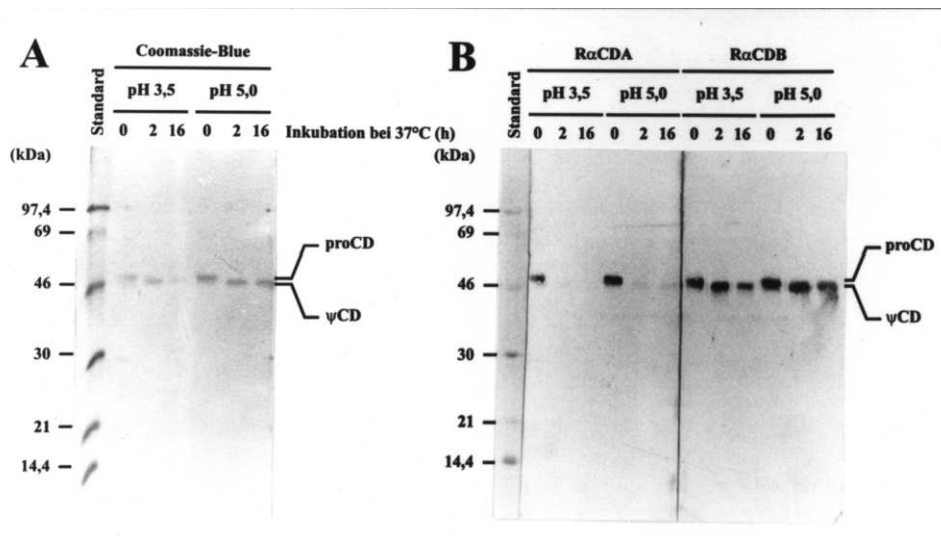 A
Coomassie-Blue
Standard
pH 3,5
pH 5,0
0 2 16 0 2 16
Inkubation bei 37°C (h)
(kDa)
97,4
69
46
30
21
14,4
proCD
ψCD
B
RαCDA
RαCDB
Standard
pH 3,5
pH 5,0
pH 3,5
pH 5,0
0 2 16 0 2 16 0 2 16 0 2 16
(kDa)
97,4
69
46
30
21
14,4
proCD
ψCD